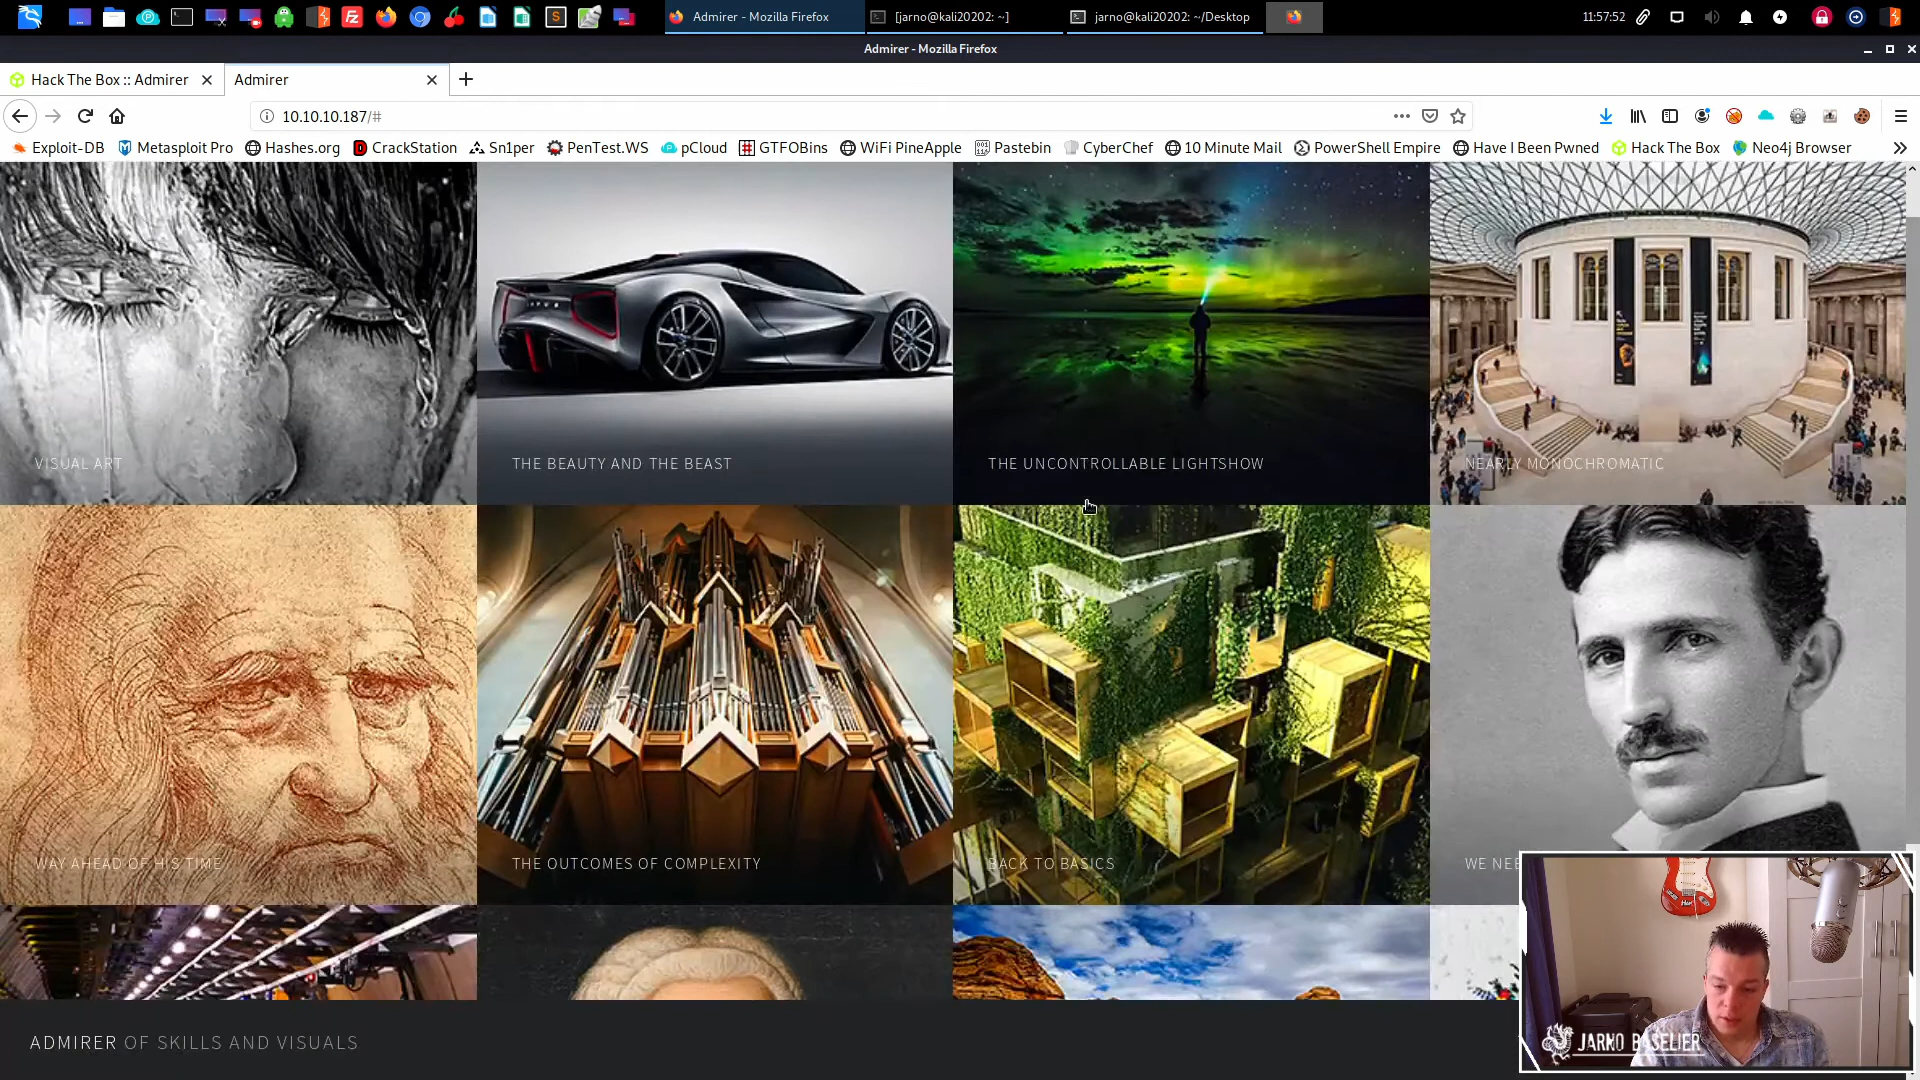 Admirer - Mozilla Firefox
[jarno@kali20202: ~]
jarno@kali20202: ~/Desktop
11:57:52
Admirer - Mozilla Firefox
Hack The Box :: Admirer
Admirer
10.10.10.187/#
Exploit-DB
Metasploit Pro
Hashes.org
CrackStation
Sn1per
PenTest.WS
pCloud
GTFOBins
WiFi PineApple
Pastebin
CyberChef
10 Minute Mail
PowerShell Empire
Have I Been Pwned
Hack The Box
Neo4j Browser
VISUAL ART
THE BEAUTY AND THE BEAST
THE UNCONTROLLABLE LIGHTSHOW
NEARLY MONOCHROMATIC
WAY AHEAD OF HIS TIME
THE OUTCOMES OF COMPLEXITY
BACK TO BASICS
WE NEE
ADMIRER OF SKILLS AND VISUALS
JARNO BASELIER